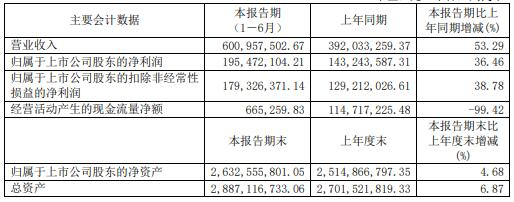 主要会计数据 本报告期（1－6月） 上年同期 本报告期比上年同期增减(%)
营业收入 600,957,502.67 392,033,259.37 53.29
归属于上市公司股东的净利润 195,472,104.21 143,243,587.31 36.46
归属于上市公司股东的扣除非经常性损益的净利润 179,326,371.14 129,212,026.61 38.78
经营活动产生的现金流量净额 665,259.83 114,717,225.48 -99.42
本报告期末 上年度末 本报告期末比上年度末增减(%)
归属于上市公司股东的净资产 2,632,555,801.05 2,514,866,797.35 4.68
总资产 2,887,116,733.06 2,701,521,819.33 6.87